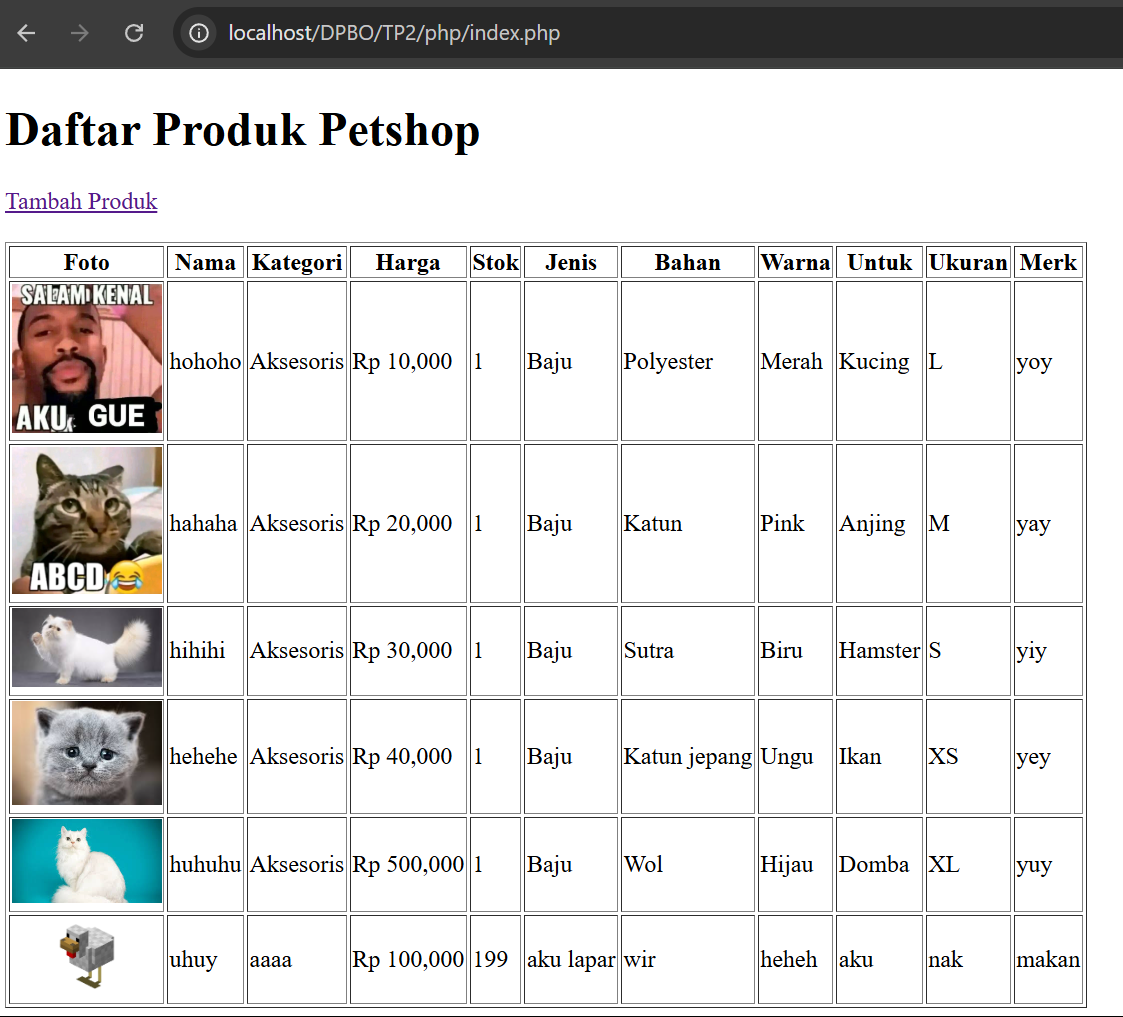 localhost/DPBO/TP2/php/index.php
Daftar Produk Petshop
Tambah Produk
Foto Nama Kategori Harga Stok Jenis Bahan Warna Untuk Ukuran Merk
SALAM KENAL
AKU GUE
hohoho Aksesoris Rp 10,000 1 Baju Polyester Merah Kucing L yoy
ABCD😂
hahaha Aksesoris Rp 20,000 1 Baju Katun Pink Anjing M yay
hihihi Aksesoris Rp 30,000 1 Baju Sutra Biru Hamster S yiy
hehehe Aksesoris Rp 40,000 1 Baju Katun jepang Ungu Ikan XS yey
huhuhu Aksesoris Rp 500,000 1 Baju Wol Hijau Domba XL yuy
uhuy aaaa Rp 100,000 199 aku lapar wir heheh aku nak makan